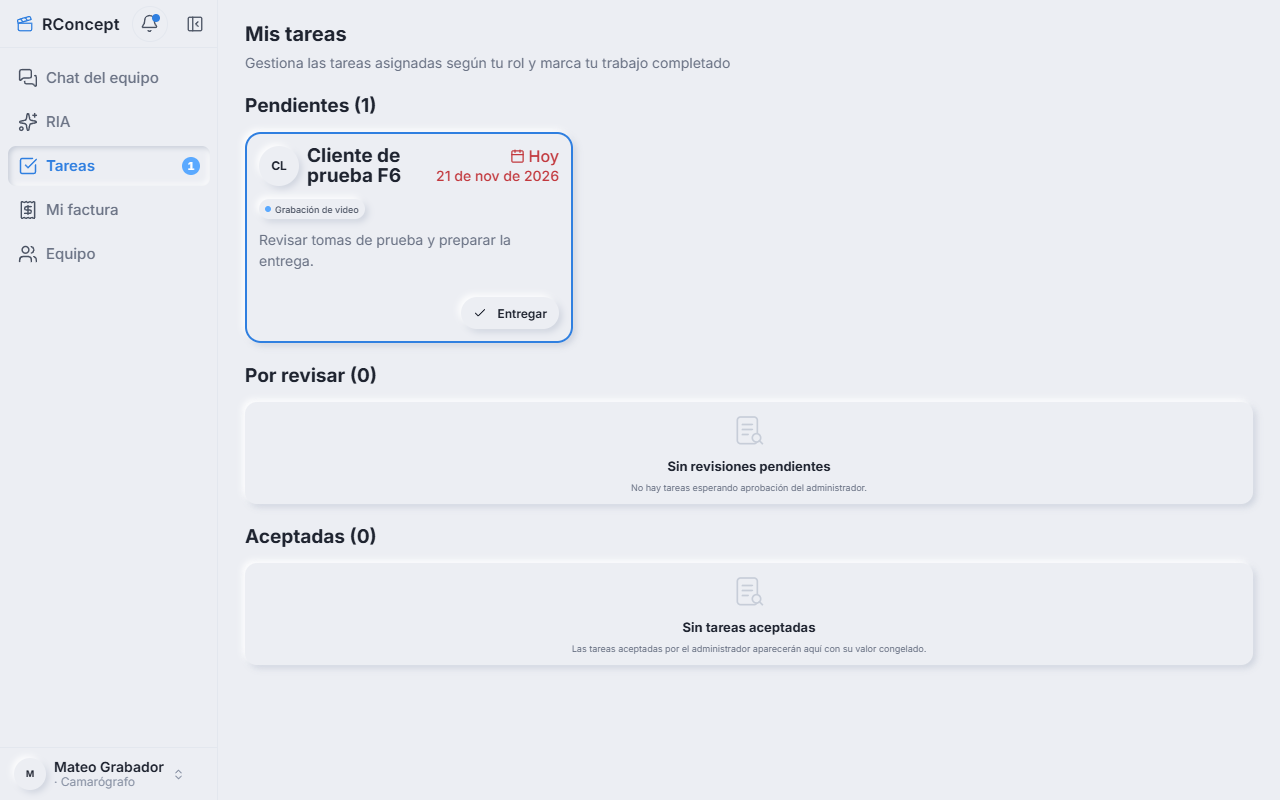 RConcept
Chat del equipo
RIA
Tareas
1
Mi factura
Equipo
M
Mateo Grabador
· Camarógrafo
Mis tareas
Gestiona las tareas asignadas según tu rol y marca tu trabajo completado
Pendientes (1)
CL
Cliente de
prueba F6
Hoy
21 de nov de 2026
Grabación de video
Revisar tomas de prueba y preparar la
entrega.
Entregar
Por revisar (0)
Sin revisiones pendientes
No hay tareas esperando aprobación del administrador.
Aceptadas (0)
Sin tareas aceptadas
Las tareas aceptadas por el administrador aparecerán aquí con su valor congelado.